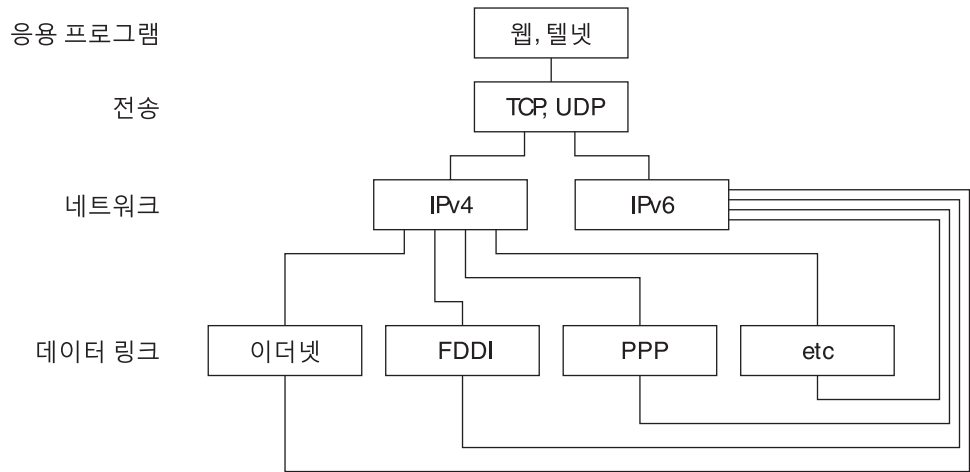 응용 프로그램
웹, 텔넷
전송
TCP, UDP
네트워크
IPv4
IPv6
데이터 링크
이더넷
FDDI
PPP
etc